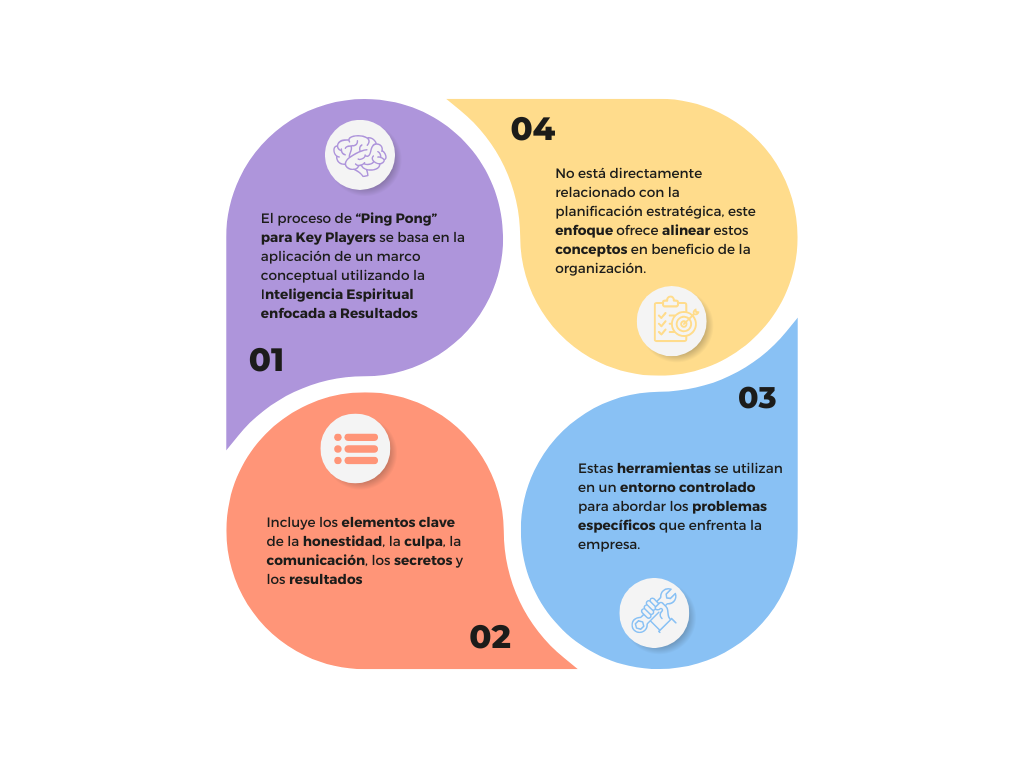 El proceso de “Ping Pong”
para Key Players se basa en la
aplicación de un marco
conceptual utilizando la
Inteligencia Espiritual
enfocada a Resultados
01
Incluye los elementos clave
de la honestidad, la culpa, la
comunicación, los secretos y
los resultados
02
03
Estas herramientas se utilizan
en un entorno controlado
para abordar los problemas
específicos que enfrenta la
empresa.
04
No está directamente
relacionado con la
planificación estratégica, este
enfoque ofrece alinear estos
conceptos en beneficio de la
organización.